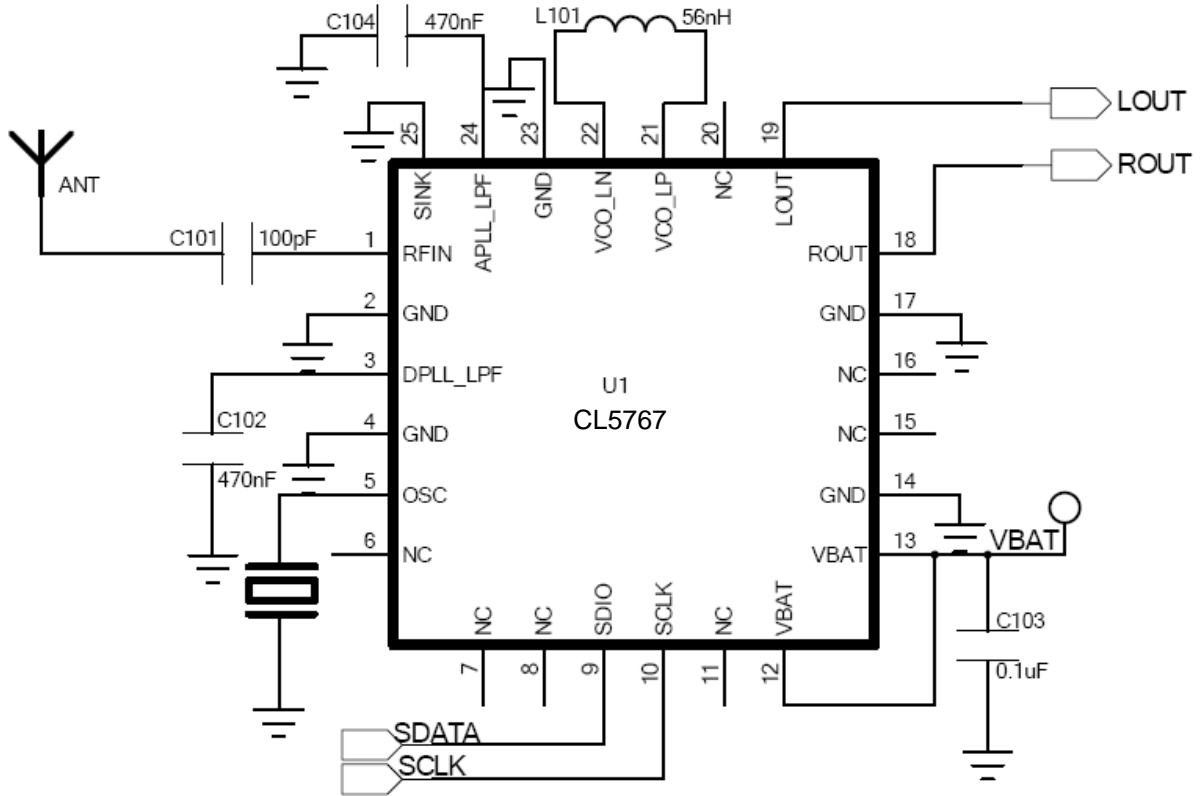 C104 470nF
L101 56nH
LOUT
ROUT
ANT
C101 100pF
25 24 23 22 21 20 19
SINK APLL_LPF GND VCO_LN VCO_LP NC LOUT
1 RFIN
2 GND
3 DPLL_LPF
4 GND
5 OSC
6 NC
C102
470nF
U1
CL5767
ROUT 18
GND 17
NC 16
NC 15
GND 14
VBAT 13
VBAT
C103
0.1uF
NC NC SDIO SCLK NC VBAT
7 8 9 10 11 12
SDATA
SCLK